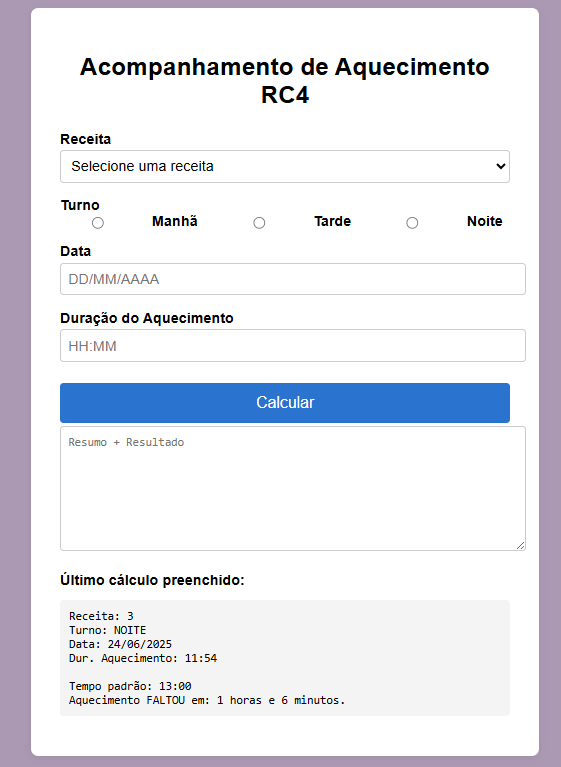 Acompanhamento de Aquecimento
RC4
Receita
Selecione uma receita
Turno
Manhã Tarde Noite
Data
DD/MM/AAAA
Duração do Aquecimento
HH:MM
Calcular
Resumo + Resultado
Último cálculo preenchido:
Receita: 3
Turno: NOITE
Data: 24/06/2025
Dur. Aquecimento: 11:54
Tempo padrão: 13:00
Aquecimento FALTOU em: 1 horas e 6 minutos.